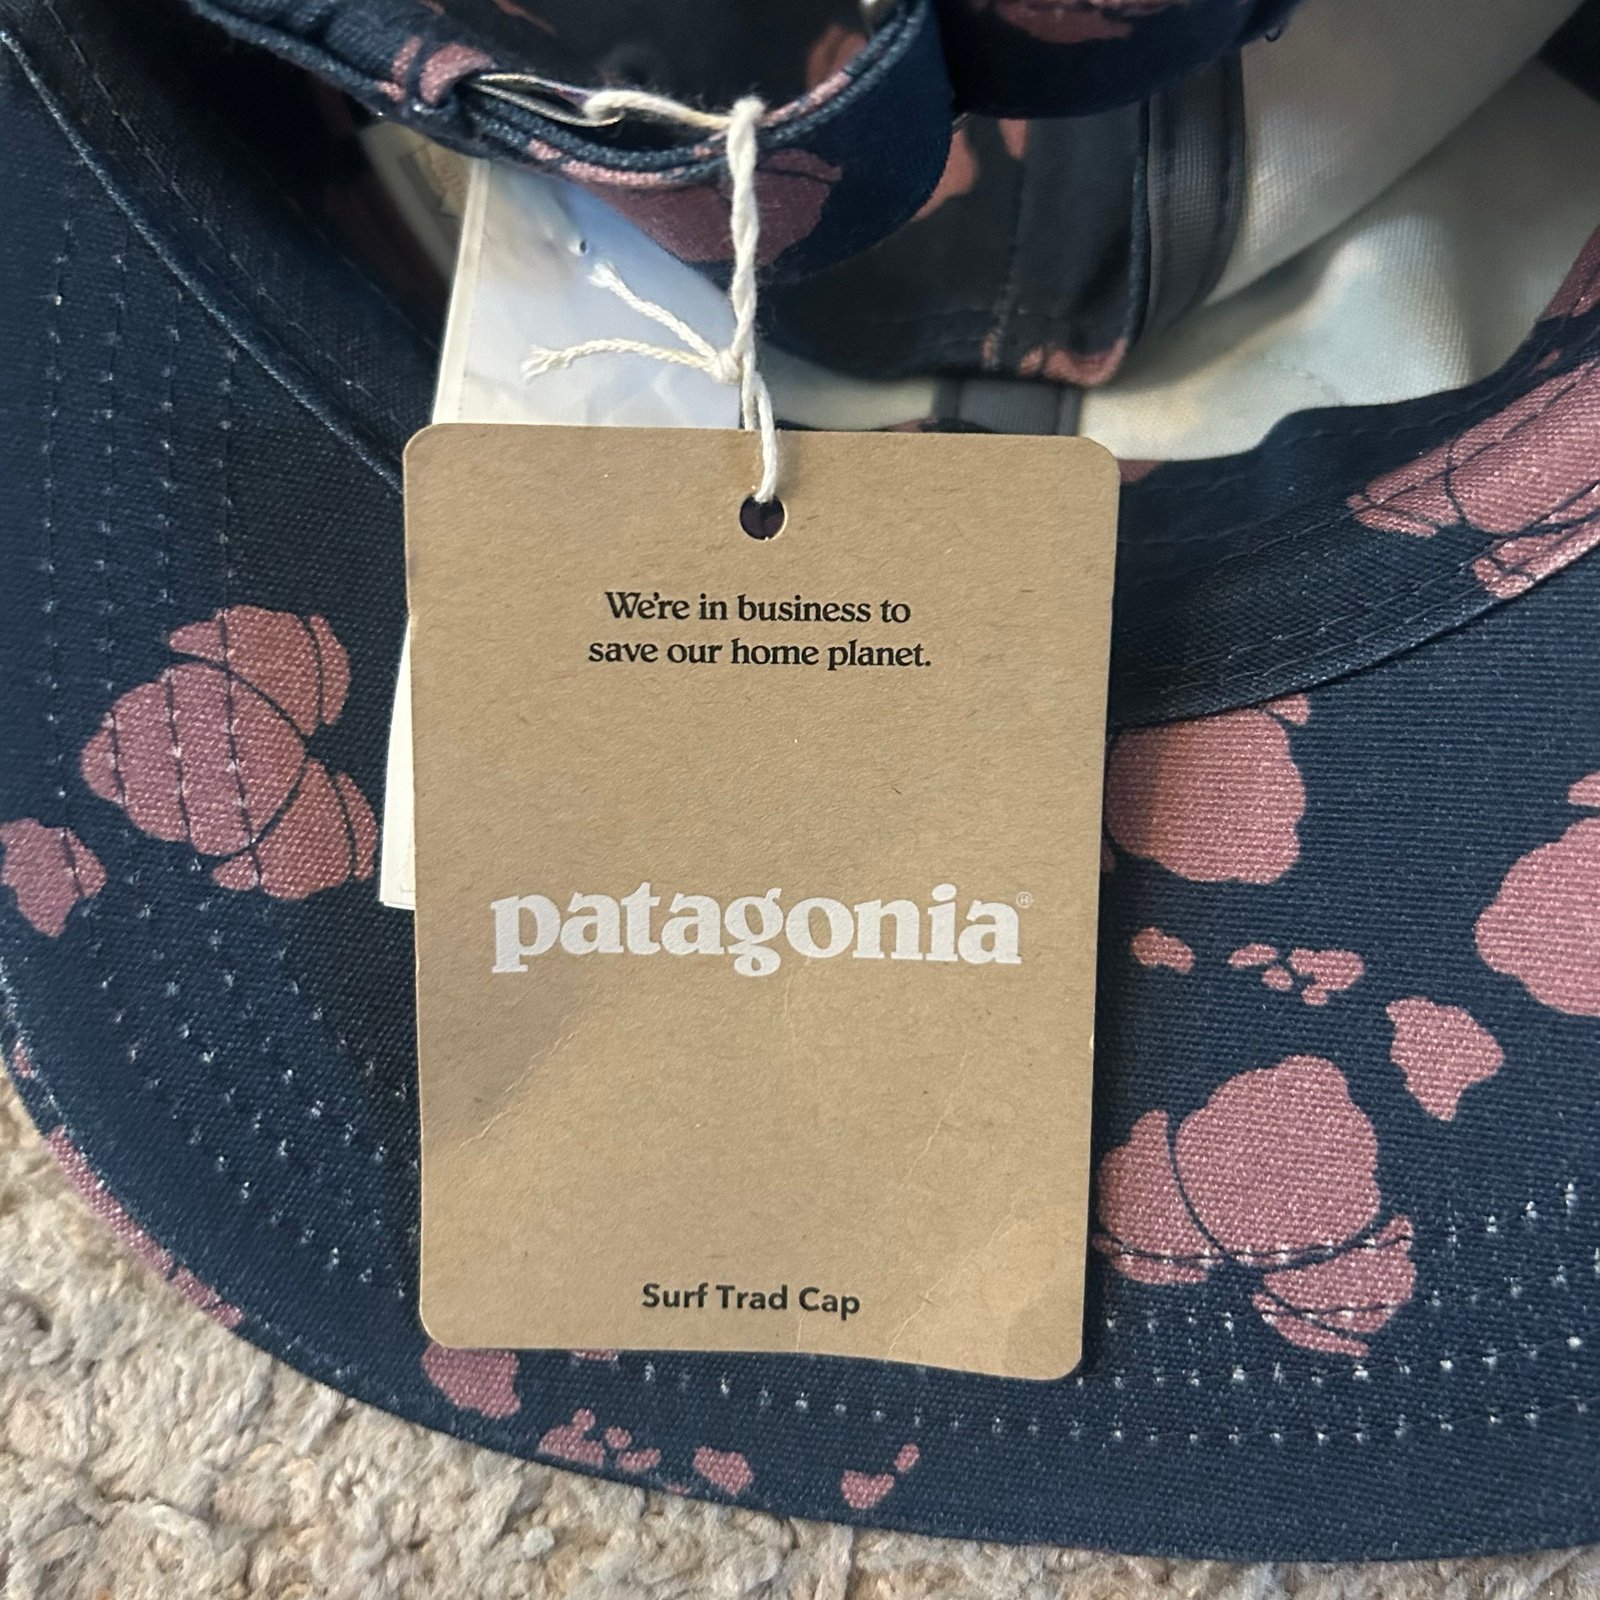 We're in business to
save our home planet.
patagonia®
Surf Trad Cap